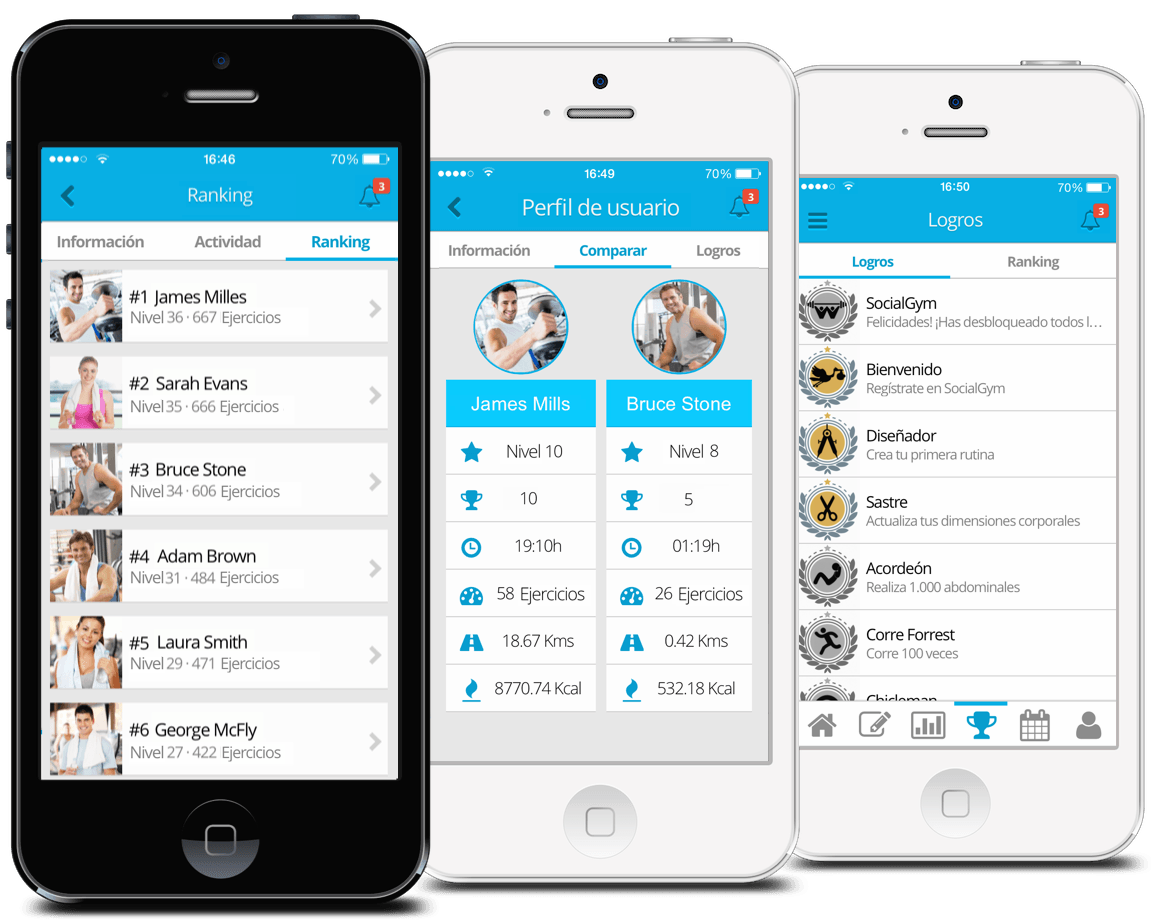 16:46
70%
Ranking
3
Información
Actividad
Ranking
#1 James Milles
Nivel 36 · 667 Ejercicios
#2 Sarah Evans
Nivel 35 · 666 Ejercicios
#3 Bruce Stone
Nivel 34 · 606 Ejercicios
#4 Adam Brown
Nivel 31 · 484 Ejercicios
#5 Laura Smith
Nivel 29 · 471 Ejercicios
#6 George McFly
Nivel 27 · 422 Ejercicios
16:49
70%
Perfil de usuario
3
Información
Comparar
Logros
James Mills
Bruce Stone
Nivel 10
Nivel 8
10
5
19:10h
01:19h
58 Ejercicios
26 Ejercicios
18.67 Kms
0.42 Kms
8770.74 Kcal
532.18 Kcal
16:50
70%
Logros
3
Logros
Ranking
SocialGym
Felicidades! ¡Has desbloqueado todos l...
Bienvenido
Regístrate en SocialGym
Diseñador
Crea tu primera rutina
Sastre
Actualiza tus dimensiones corporales
Acordeón
Realiza 1.000 abdominales
Corre Forrest
Corre 100 veces